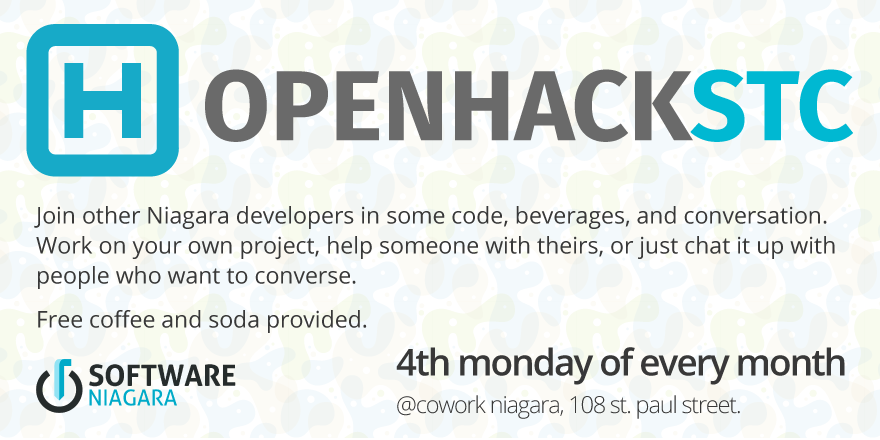 H OPENHACKSTC
Join other Niagara developers in some code, beverages, and conversation.
Work on your own project, help someone with theirs, or just chat it up with
people who want to converse.
Free coffee and soda provided.
SOFTWARE
NIAGARA
4th monday of every month
@cowork niagara, 108 st. paul street.